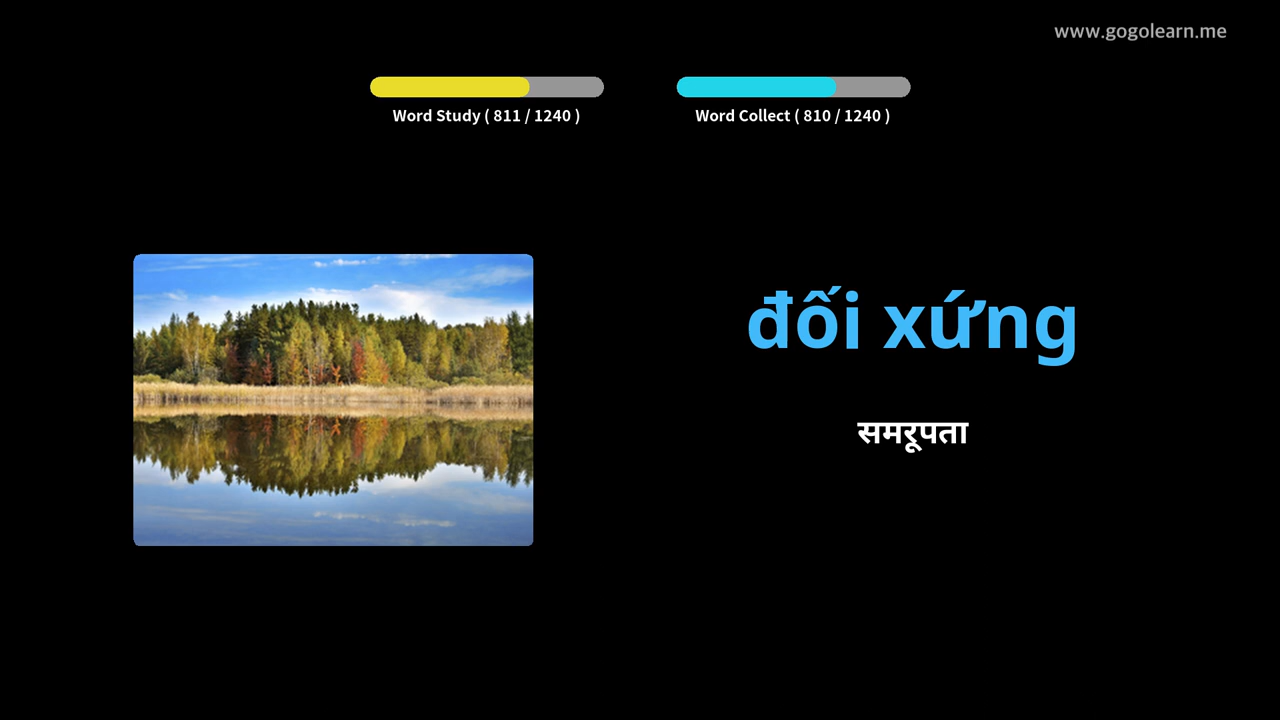 www.gogolearn.me
Word Study ( 811 / 1240 )
Word Collect ( 810 / 1240 )
đối xứng
समरूपता